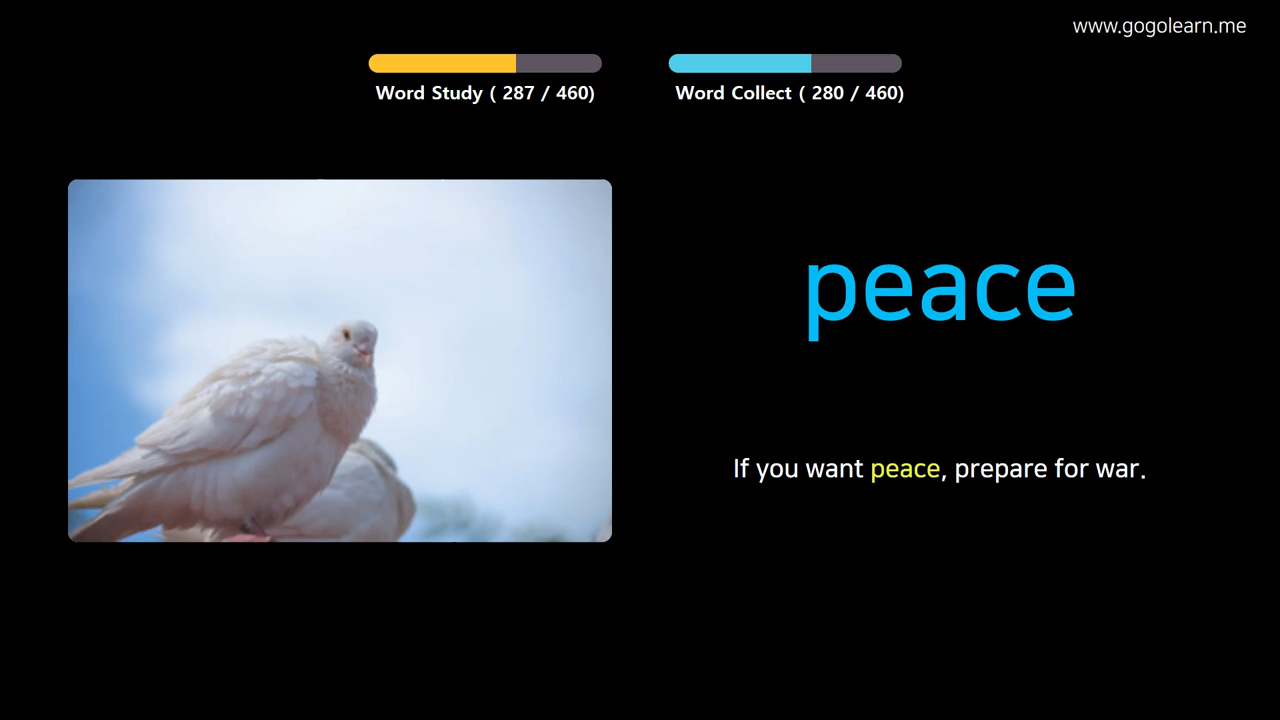 www.gogolearn.me
Word Study ( 287 / 460)
Word Collect ( 280 / 460)
peace
If you want peace, prepare for war.